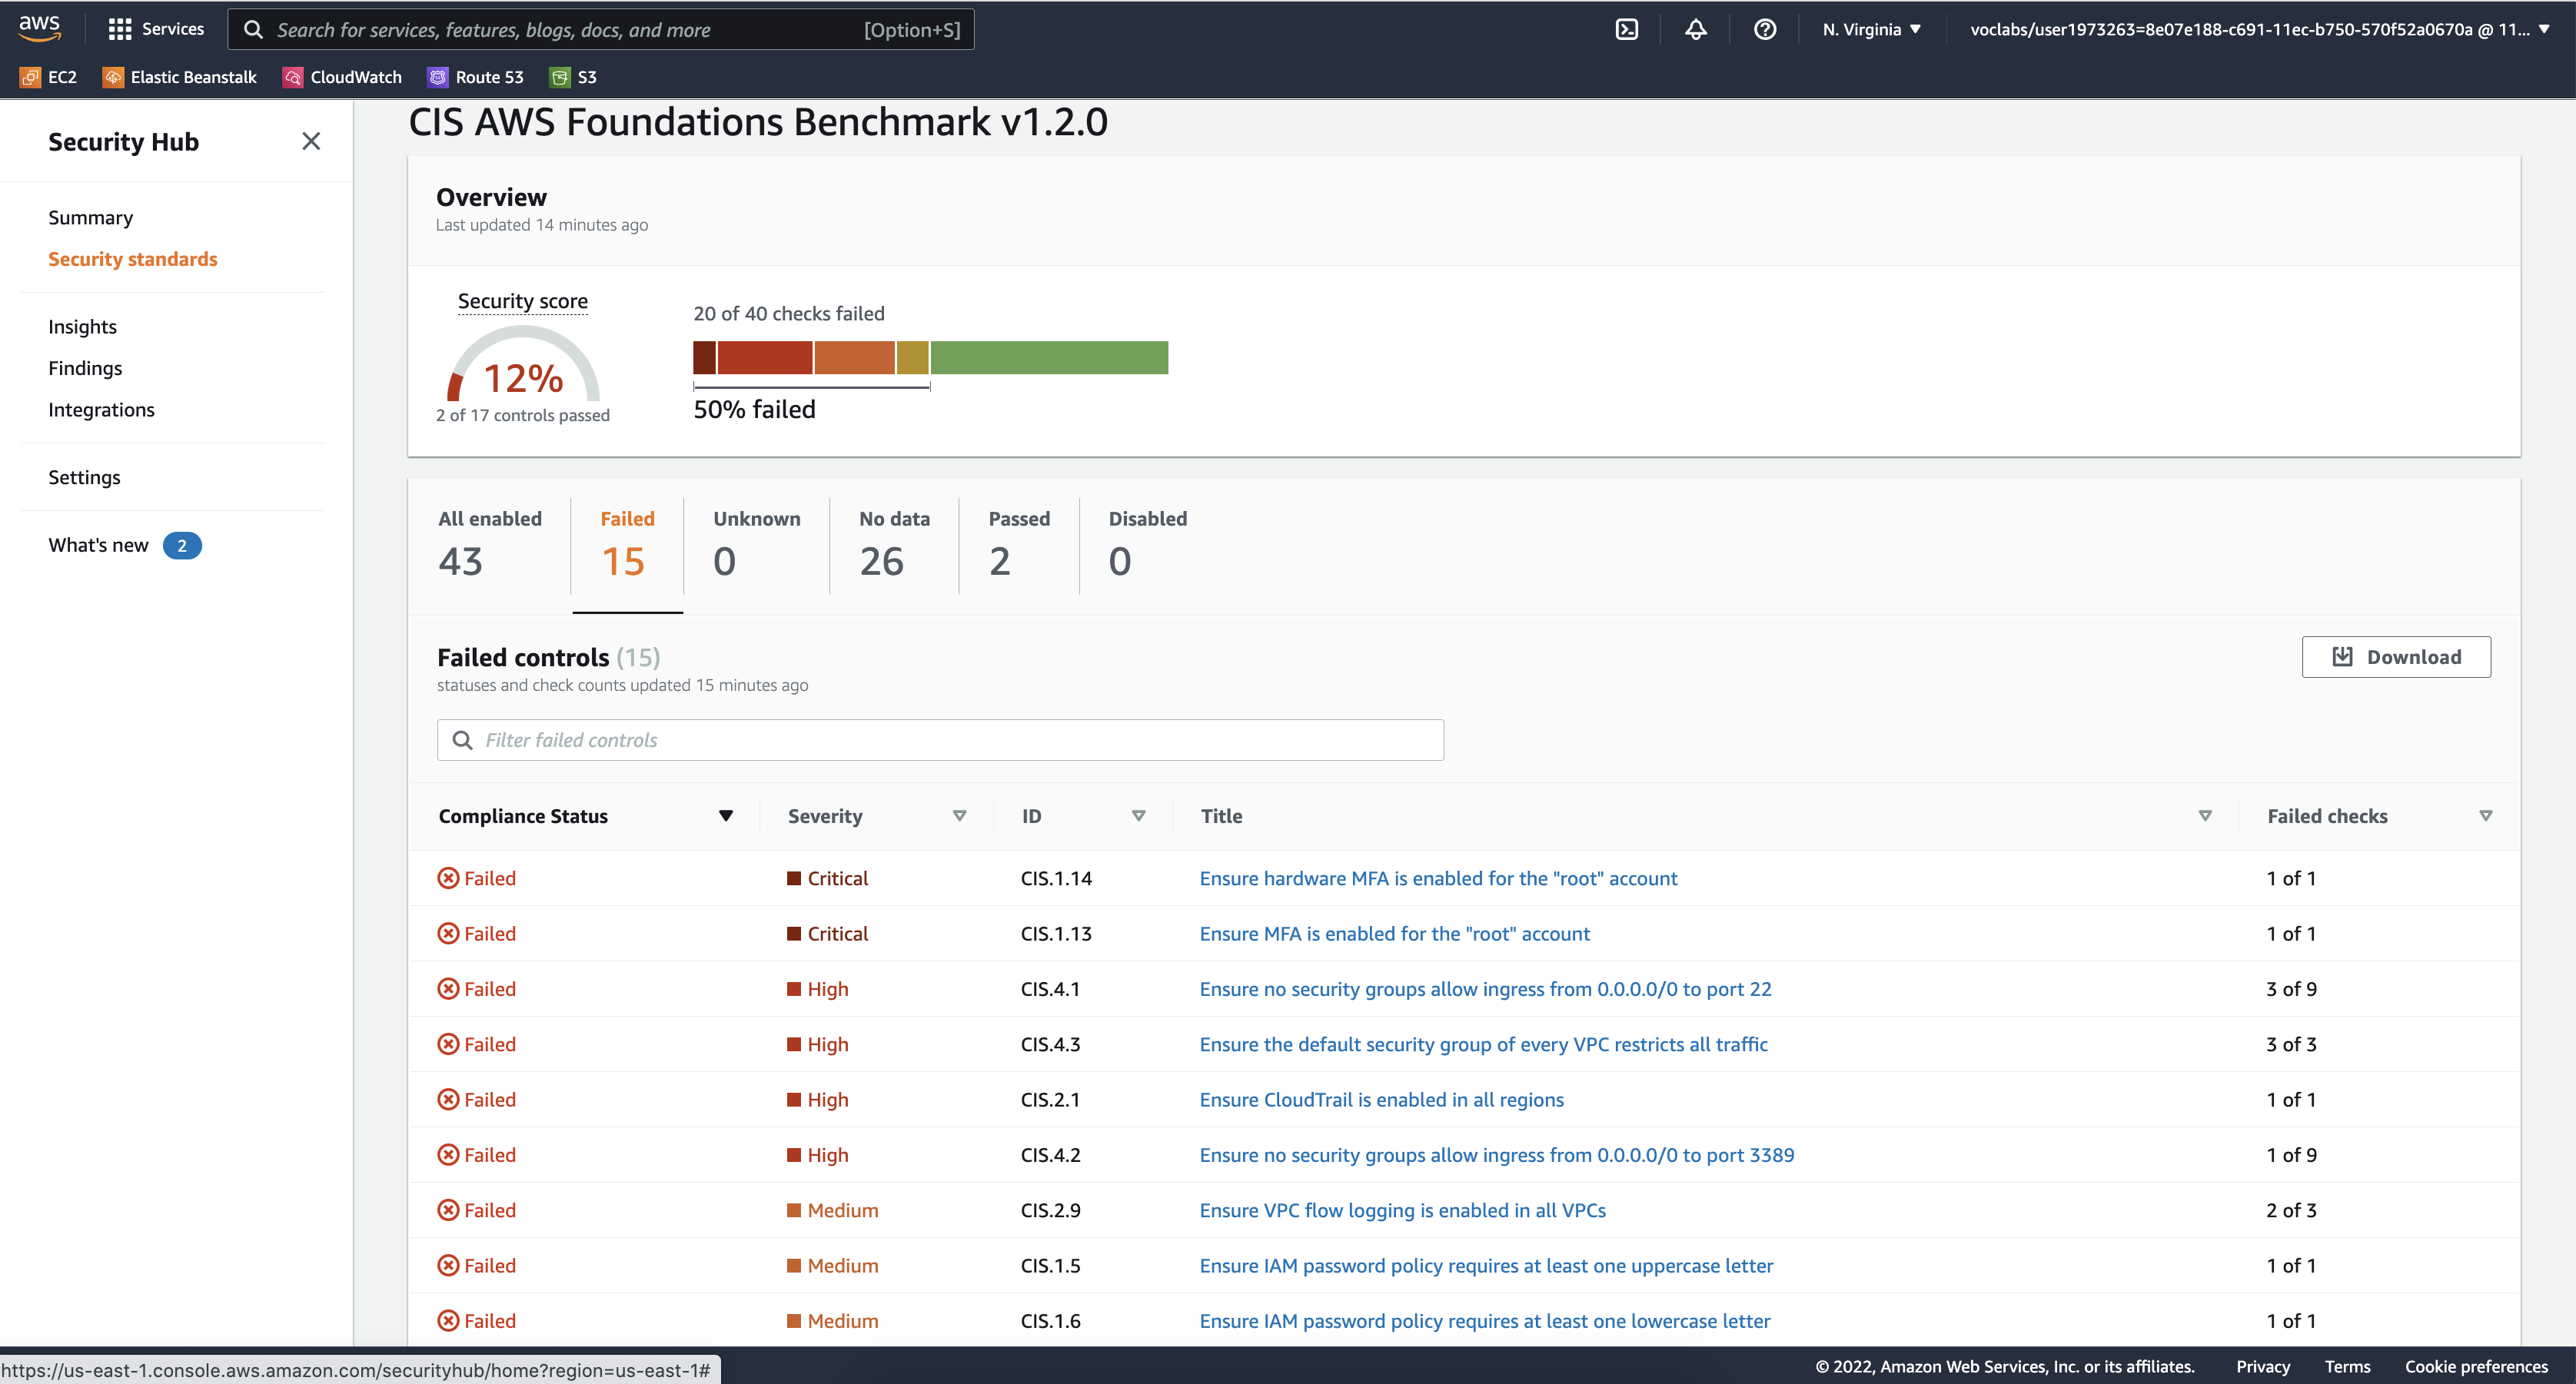 aws
Services
Search for services, features, blogs, docs, and more [Option+S]
N. Virginia
voclabs/user1973263=8e07e188-c691-11ec-b750-570f52a0670a @ 11...
EC2 Elastic Beanstalk CloudWatch Route 53 S3
Security Hub
Summary
Security standards
Insights
Findings
Integrations
Settings
What's new 2
CIS AWS Foundations Benchmark v1.2.0
Overview
Last updated 14 minutes ago
Security score
12%
2 of 17 controls passed
20 of 40 checks failed
50% failed
All enabled Failed Unknown No data Passed Disabled
43 15 0 26 2 0
Failed controls (15)
statuses and check counts updated 15 minutes ago
Download
Filter failed controls
Compliance Status Severity ID Title Failed checks
Failed Critical CIS.1.14 Ensure hardware MFA is enabled for the "root" account 1 of 1
Failed Critical CIS.1.13 Ensure MFA is enabled for the "root" account 1 of 1
Failed High CIS.4.1 Ensure no security groups allow ingress from 0.0.0.0/0 to port 22 3 of 9
Failed High CIS.4.3 Ensure the default security group of every VPC restricts all traffic 3 of 3
Failed High CIS.2.1 Ensure CloudTrail is enabled in all regions 1 of 1
Failed High CIS.4.2 Ensure no security groups allow ingress from 0.0.0.0/0 to port 3389 1 of 9
Failed Medium CIS.2.9 Ensure VPC flow logging is enabled in all VPCs 2 of 3
Failed Medium CIS.1.5 Ensure IAM password policy requires at least one uppercase letter 1 of 1
Failed Medium CIS.1.6 Ensure IAM password policy requires at least one lowercase letter 1 of 1
https://us-east-1.console.aws.amazon.com/securityhub/home?region=us-east-1#
© 2022, Amazon Web Services, Inc. or its affiliates. Privacy Terms Cookie preferences